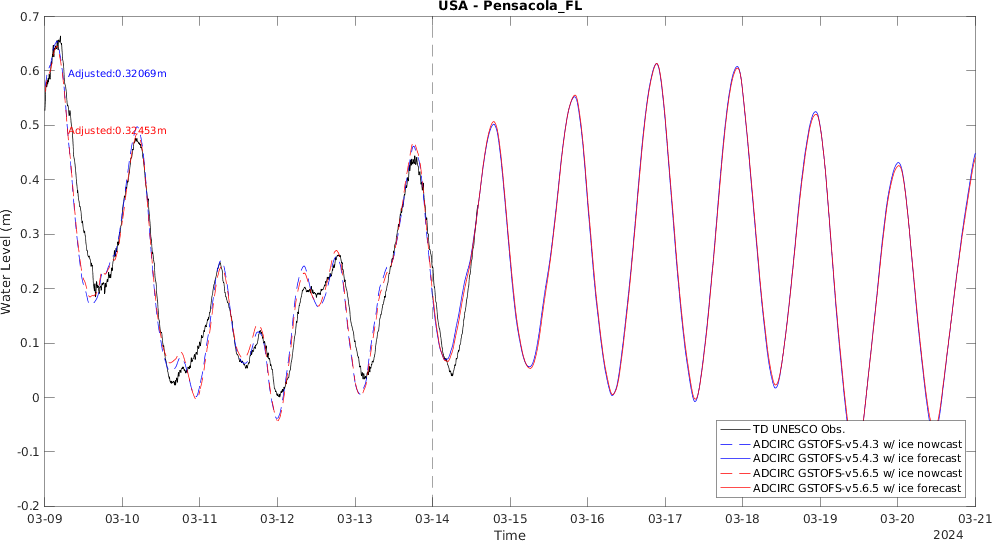 USA - Pensacola_FL
0.7
0.6
0.5
0.4
0.3
0.2
0.1
0
-0.1
-0.2
Water Level (m)
Adjusted:0.32069m
Adjusted:0.37453m
TD UNESCO Obs.
ADCIRC GSTOFS-v5.4.3 w/ ice nowcast
ADCIRC GSTOFS-v5.4.3 w/ ice forecast
ADCIRC GSTOFS-v5.6.5 w/ ice nowcast
ADCIRC GSTOFS-v5.6.5 w/ ice forecast
03-09 03-10 03-11 03-12 03-13 03-14 03-15 03-16 03-17 03-18 03-19 03-20 03-21
Time
2024